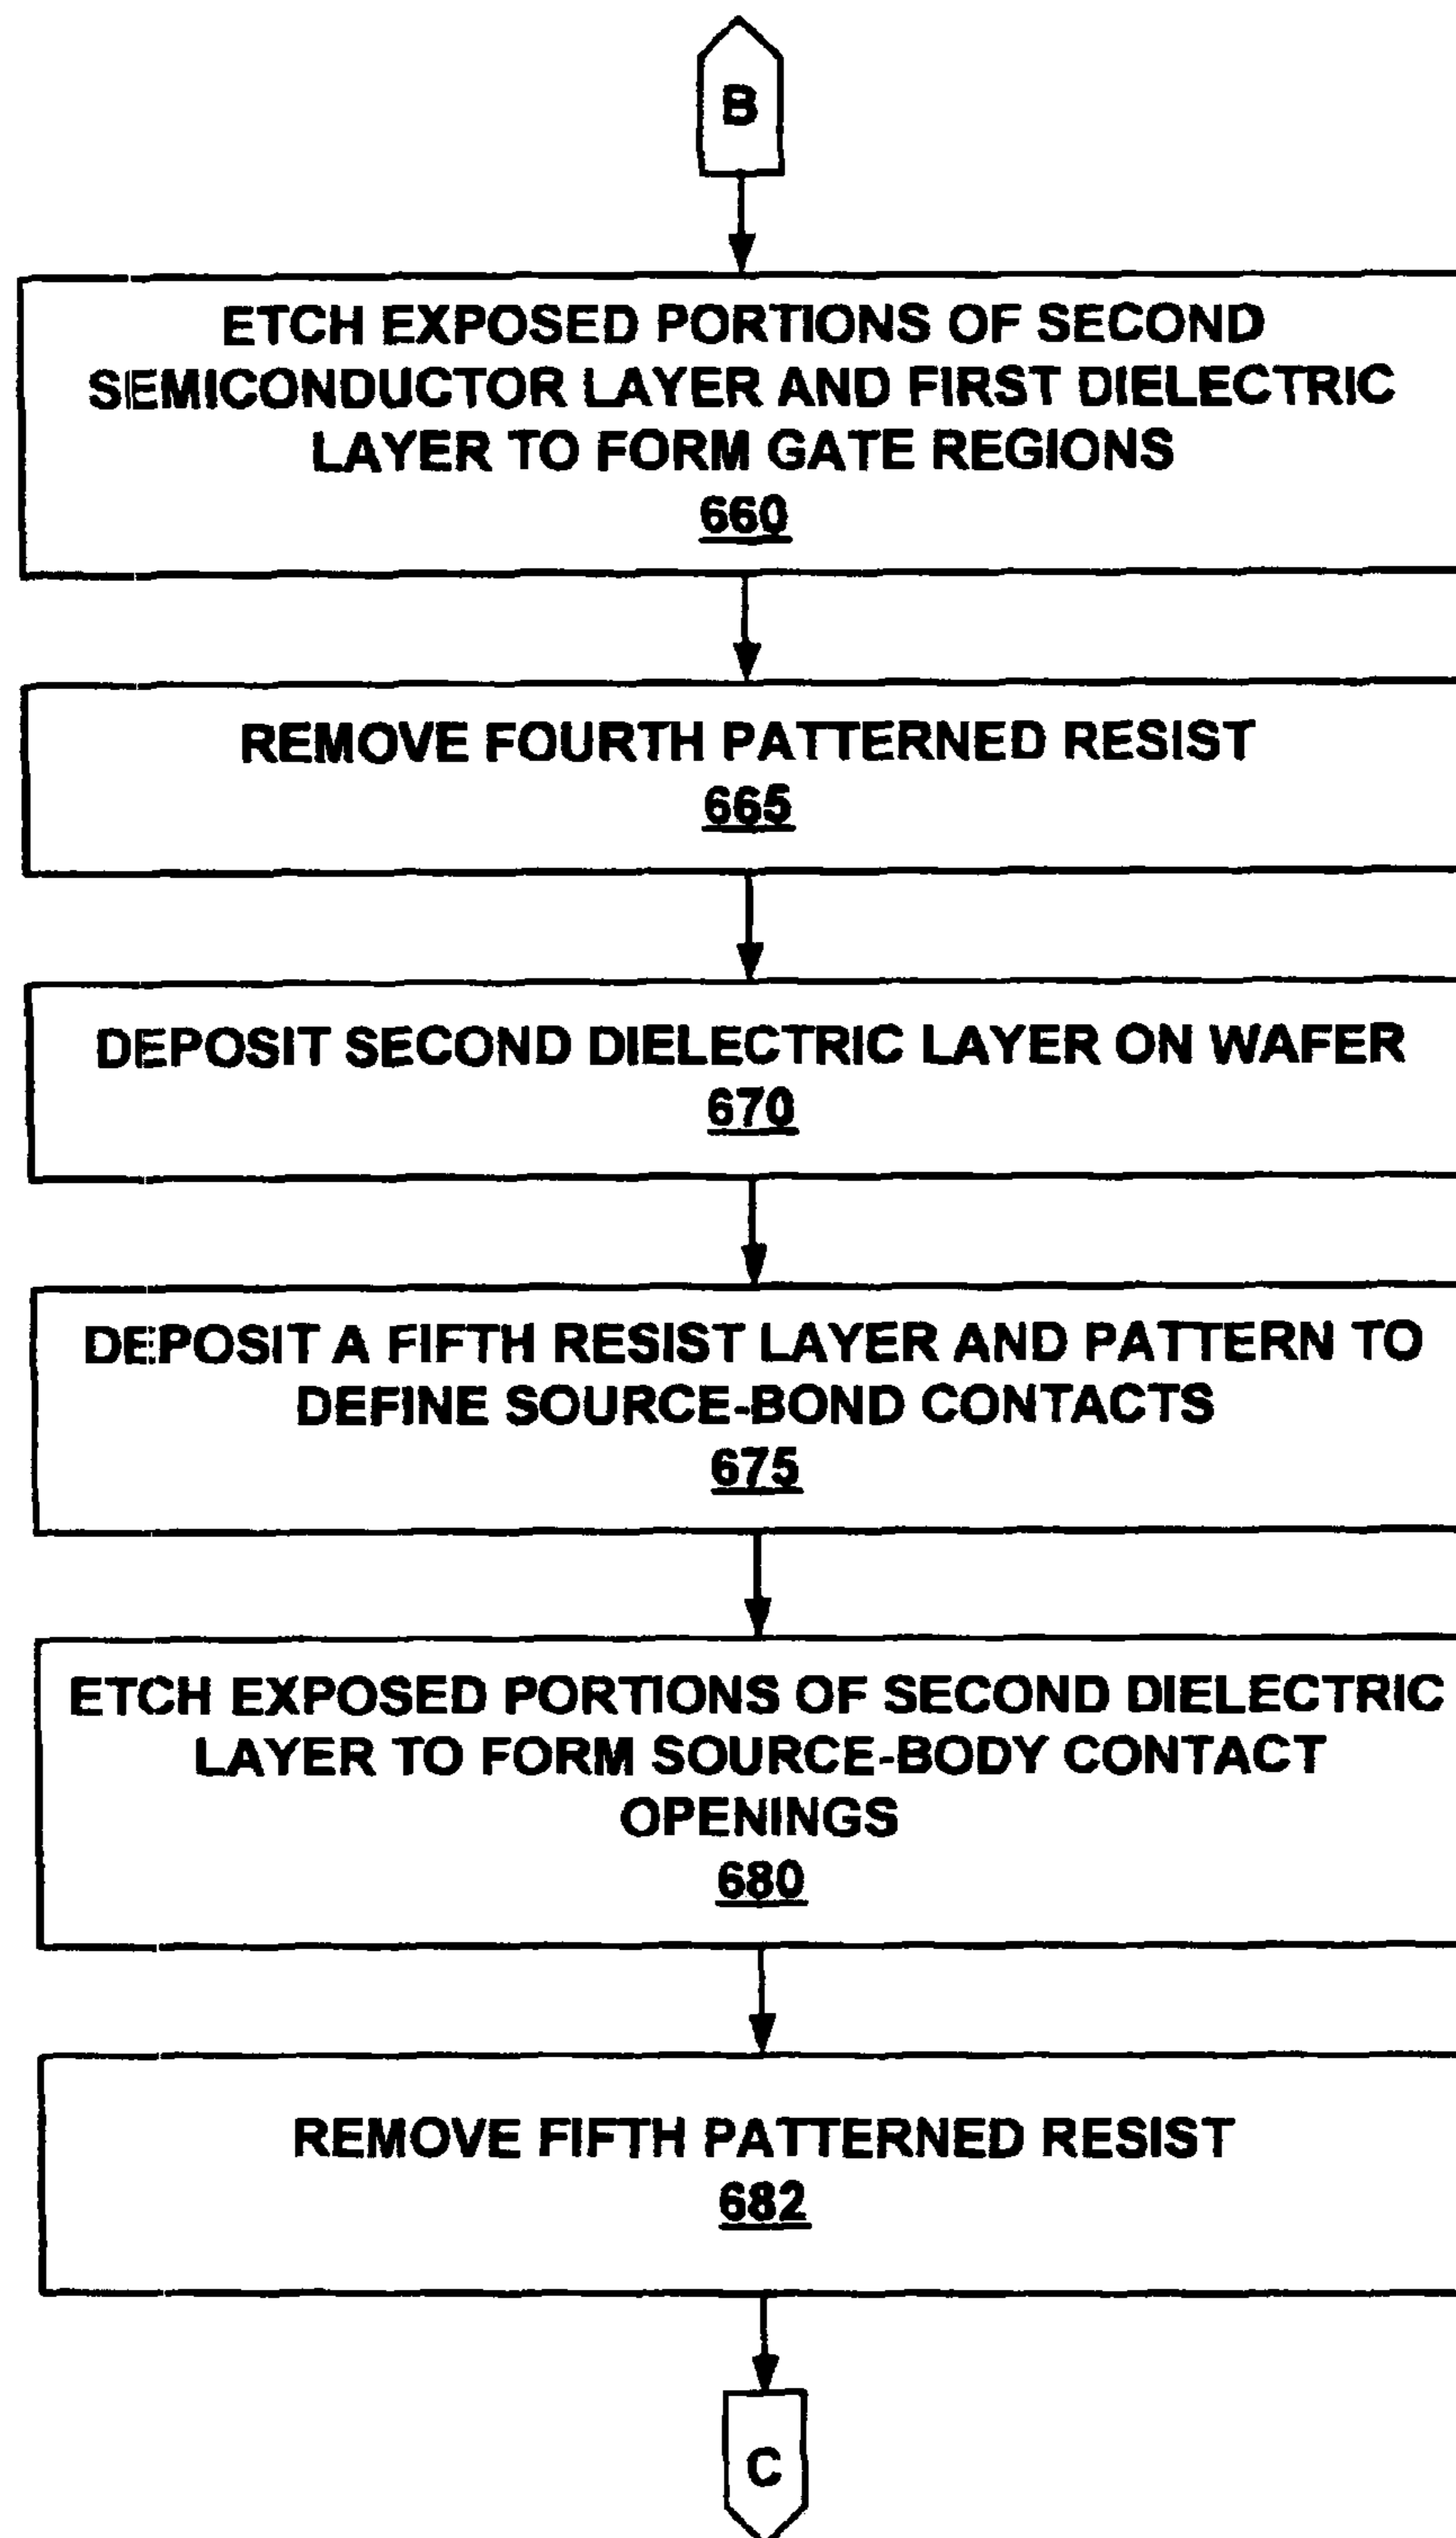 B
ETCH EXPOSED PORTIONS OF SECOND
SEMICONDUCTOR LAYER AND FIRST DIELECTRIC
LAYER TO FORM GATE REGIONS
660
REMOVE FOURTH PATTERNED RESIST
665
DEPOSIT SECOND DIELECTRIC LAYER ON WAFER
670
DEPOSIT A FIFTH RESIST LAYER AND PATTERN TO
DEFINE SOURCE-BOND CONTACTS
675
ETCH EXPOSED PORTIONS OF SECOND DIELECTRIC
LAYER TO FORM SOURCE-BODY CONTACT
OPENINGS
680
REMOVE FIFTH PATTERNED RESIST
682
C